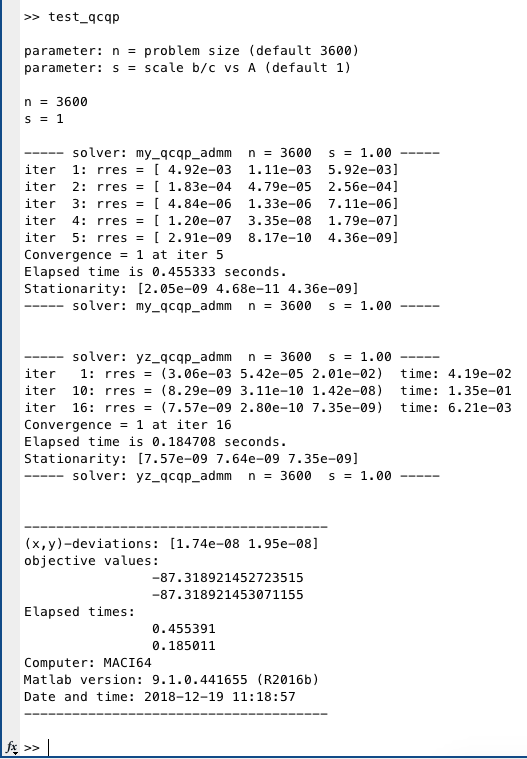 >> test_qcqp
parameter: n = problem size (default 3600)
parameter: s = scale b/c vs A (default 1)
n = 3600
s = 1
----- solver: my_qcqp_admm  n = 3600  s = 1.00 -----
iter  1: rres = [ 4.92e-03  1.11e-03  5.92e-03]
iter  2: rres = [ 1.83e-04  4.79e-05  2.56e-04]
iter  3: rres = [ 4.84e-06  1.33e-06  7.11e-06]
iter  4: rres = [ 1.20e-07  3.35e-08  1.79e-07]
iter  5: rres = [ 2.91e-09  8.17e-10  4.36e-09]
Convergence = 1 at iter 5
Elapsed time is 0.455333 seconds.
Stationarity: [2.05e-09 4.68e-11 4.36e-09]
----- solver: my_qcqp_admm  n = 3600  s = 1.00 -----
----- solver: yz_qcqp_admm  n = 3600  s = 1.00 -----
iter   1: rres = (3.06e-03 5.42e-05 2.01e-02)  time: 4.19e-02
iter  10: rres = (8.29e-09 3.11e-10 1.42e-08)  time: 1.35e-01
iter  16: rres = (7.57e-09 2.80e-10 7.35e-09)  time: 6.21e-03
Convergence = 1 at iter 16
Elapsed time is 0.184708 seconds.
Stationarity: [7.57e-09 7.64e-09 7.35e-09]
----- solver: yz_qcqp_admm  n = 3600  s = 1.00 -----
--------------------------------------
(x,y)-deviations: [1.74e-08 1.95e-08]
objective values:
-87.318921452723515
-87.318921453071155
Elapsed times:
0.455391
0.185011
Computer: MACI64
Matlab version: 9.1.0.441655 (R2016b)
Date and time: 2018-12-19 11:18:57
--------------------------------------
fx >>